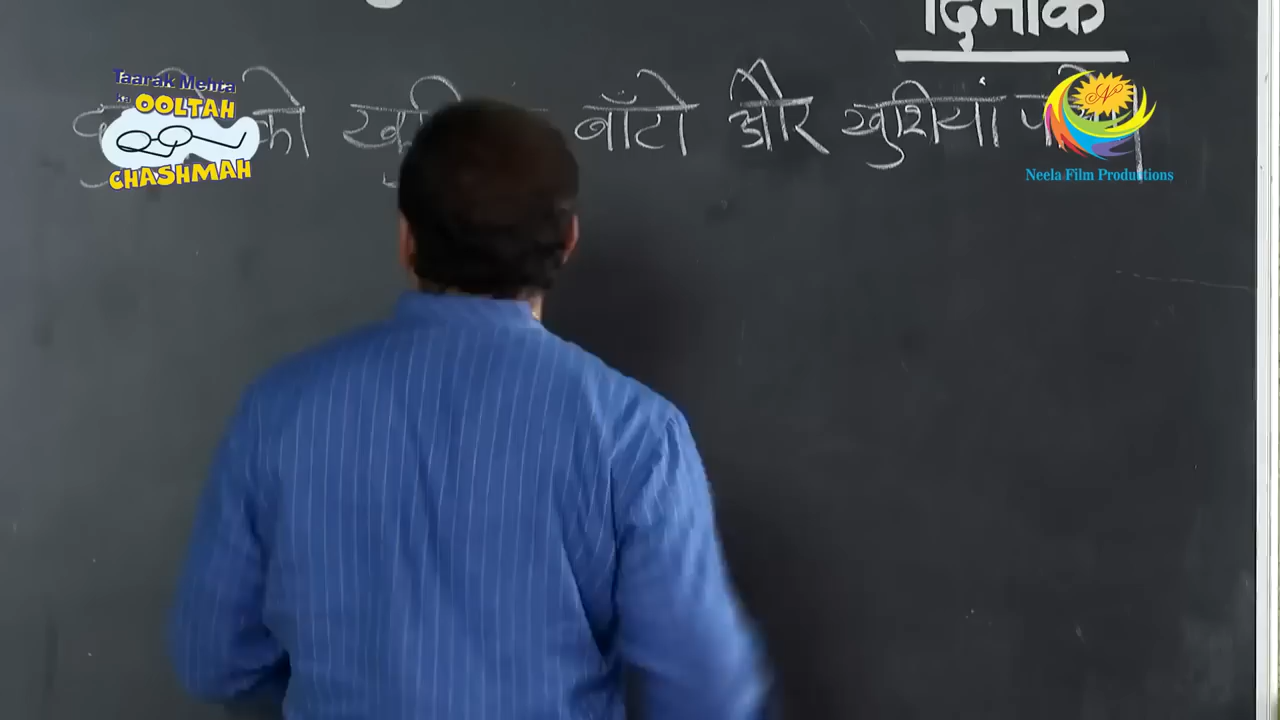 दिनांक
को बाँटो और खुशियां
Taarak Mehta
ka OOLTAH
CHASHMAH
Neela Film Productions